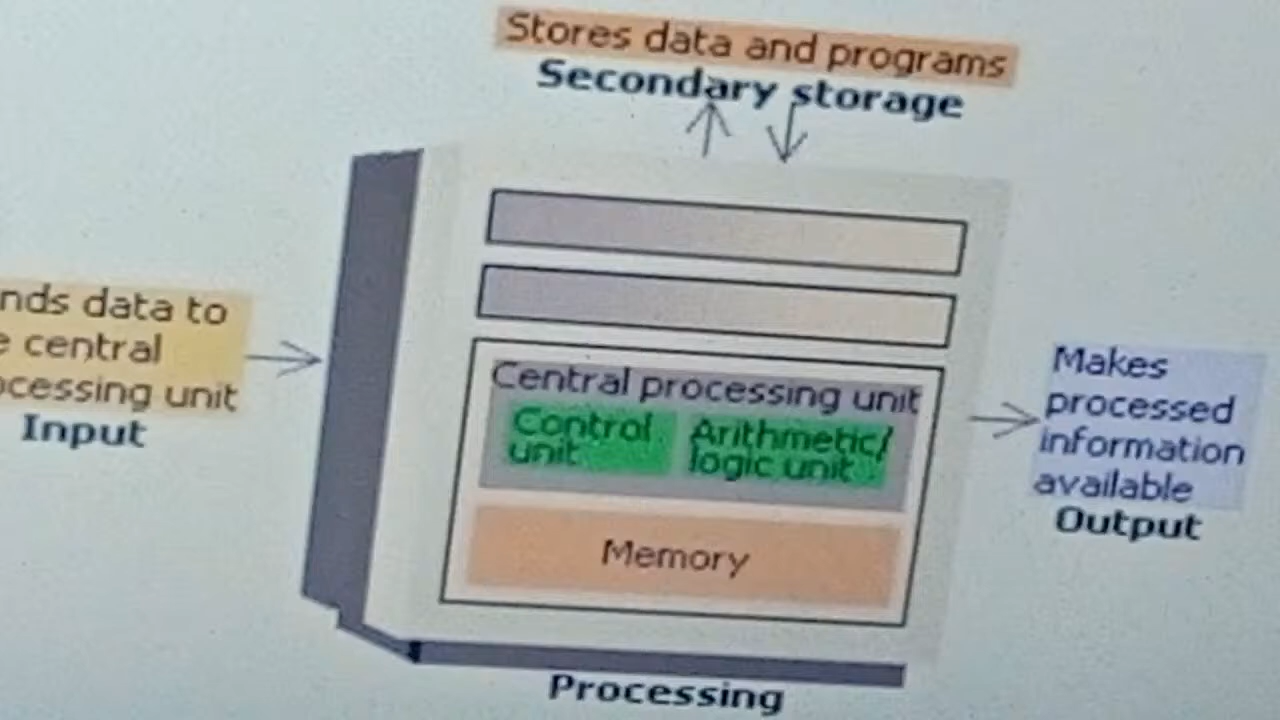 Stores data and programs
Secondary storage
nds data to
e central
ocessing unit
Input
Central processing unit
Control
unit
Arithmetic/
logic unit
Memory
Makes
processed
information
available
Output
Processing